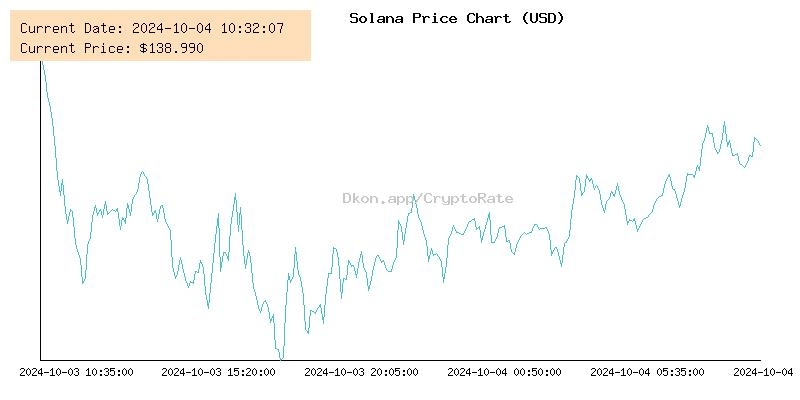 Solana Price Chart (USD)
Current Date: 2024-10-04 10:32:07
Current Price: $138.990
Dkon.app/CryptoRate
2024-10-03 10:35:00 2024-10-03 15:20:00 2024-10-03 20:05:00 2024-10-04 00:50:00 2024-10-04 05:35:00 2024-10-04